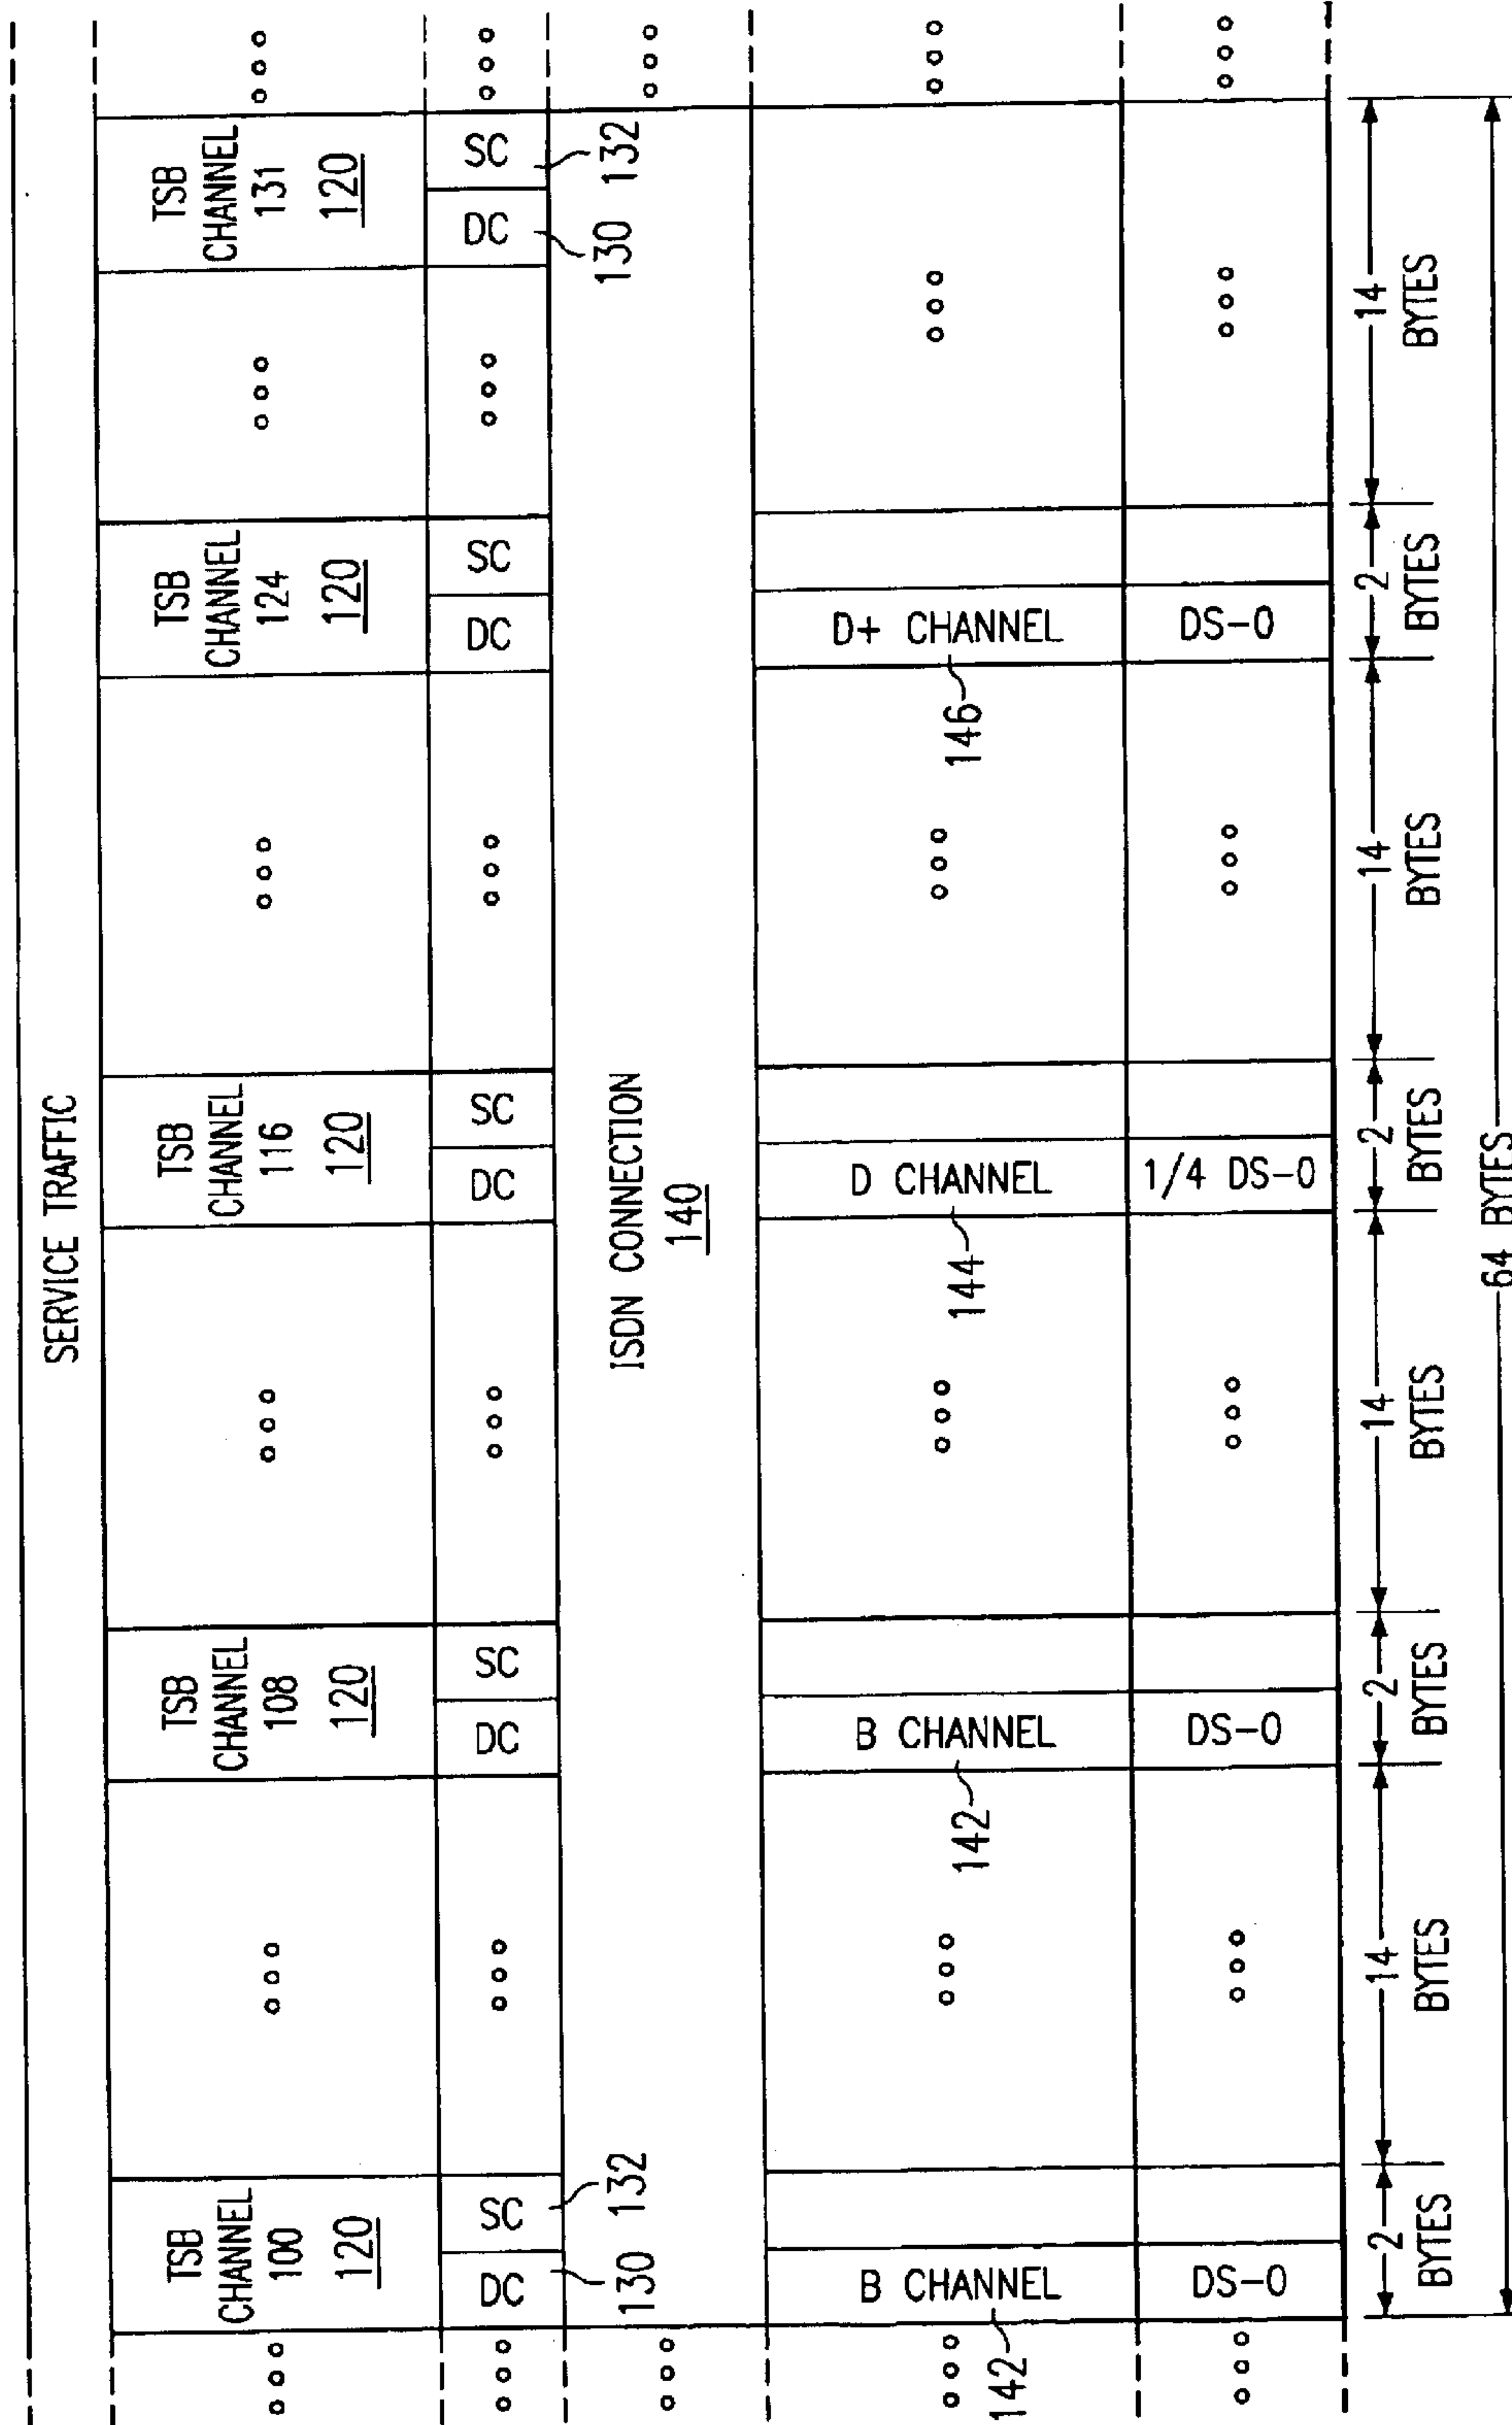 SERVICE TRAFFIC
TSB
CHANNEL
100
120
TSB
CHANNEL
108
120
TSB
CHANNEL
116
120
TSB
CHANNEL
124
120
TSB
CHANNEL
131
120
DC SC DC SC DC SC DC SC DC SC
130 132 130 132
ISDN CONNECTION
140
B CHANNEL B CHANNEL D CHANNEL D+ CHANNEL
142 142 144 146
DS-0 DS-0 1/4 DS-0 DS-0
2 14 2 14 2 14 2 14
BYTES BYTES BYTES BYTES BYTES BYTES BYTES BYTES
64 BYTES